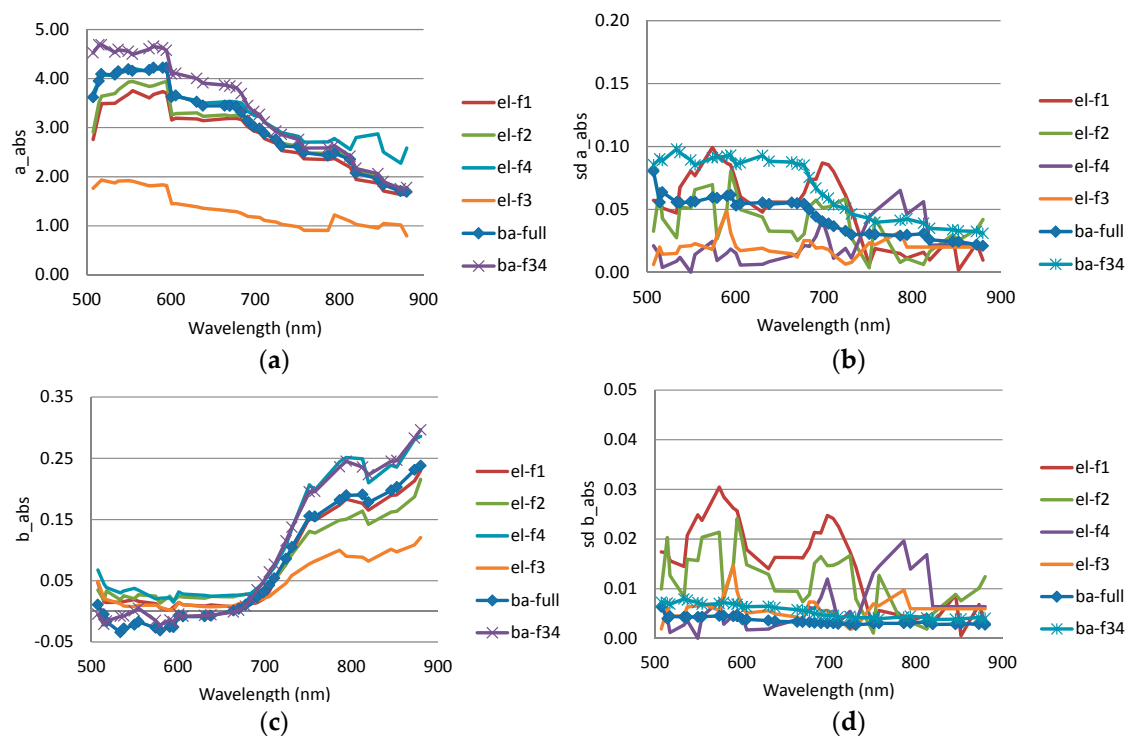 5.00
4.00
3.00
2.00
1.00
0.00
a_abs
500 600 700 800 900
Wavelength (nm)
el-f1
el-f2
el-f4
el-f3
ba-full
ba-f34
(a)
0.20
0.15
0.10
0.05
0.00
sd a_abs
500 600 700 800 900
Wavelength (nm)
el-f1
el-f2
el-f4
el-f3
ba-full
ba-f34
(b)
0.35
0.25
0.15
0.05
-0.05
b_abs
500 600 700 800 900
Wavelength (nm)
el-f1
el-f2
el-f4
el-f3
ba-full
ba-f34
(c)
0.05
0.04
0.03
0.02
0.01
0.00
sd b_abs
500 600 700 800 900
Wavelength (nm)
el-f1
el-f2
el-f4
el-f3
ba-full
ba-f34
(d)